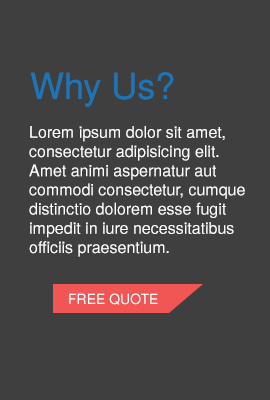 Why Us?
Lorem ipsum dolor sit amet,
consectetur adipisicing elit.
Amet animi aspernatur aut
commodi consectetur, cumque
distinctio dolorem esse fugit
impedit in iure necessitatibus
officiis praesentium.
FREE QUOTE